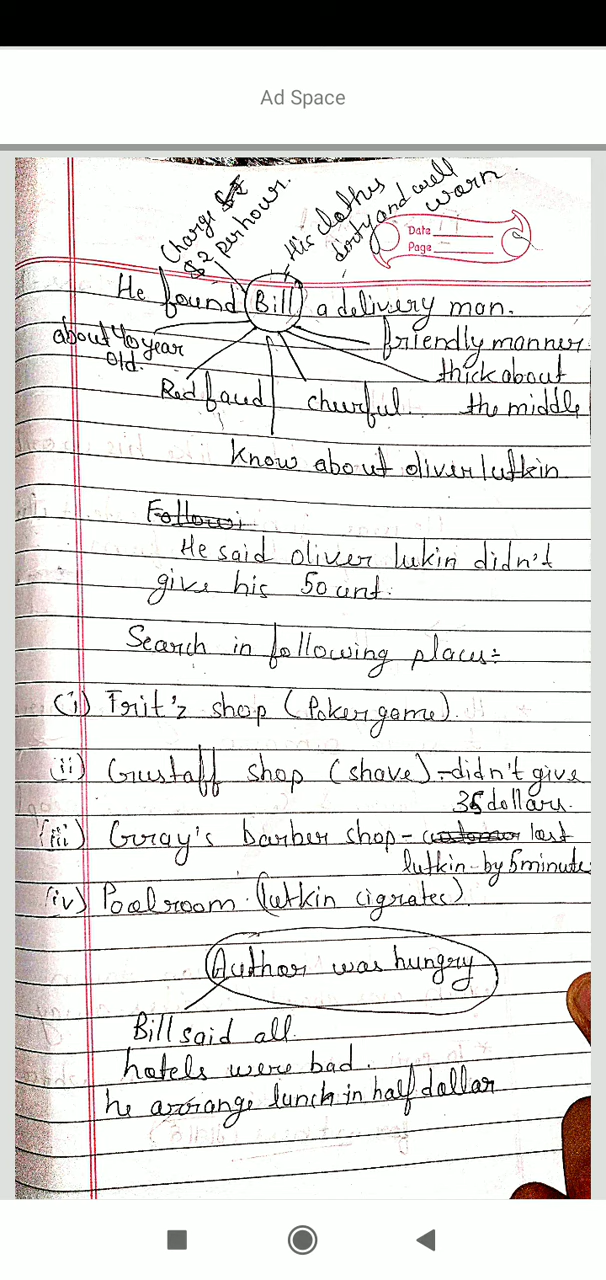 Ad Space
Charge
$2 per hour.
His clothes
dirty and well
worn.
Date
Page
He found Bill a delivery man.
about 40 year
old.
friendly manner
thick about
the middle
Red faced
cheerful.
Know about oliver lutkin
Follow:
He said oliver lukin didn't
give his 50 cent.
Search in following places:
(i) Frit'z shop (Poker game).
(ii) Gustaff shop (shave) - didn't give
35 dollars.
(iii) Gray's barber shop - lost
lutkin by 5 minute
(iv) Poolroom. (lutkin cigrates)
Author was hungry
Bill said all
hotels were bad.
he arrange lunch in half dollar